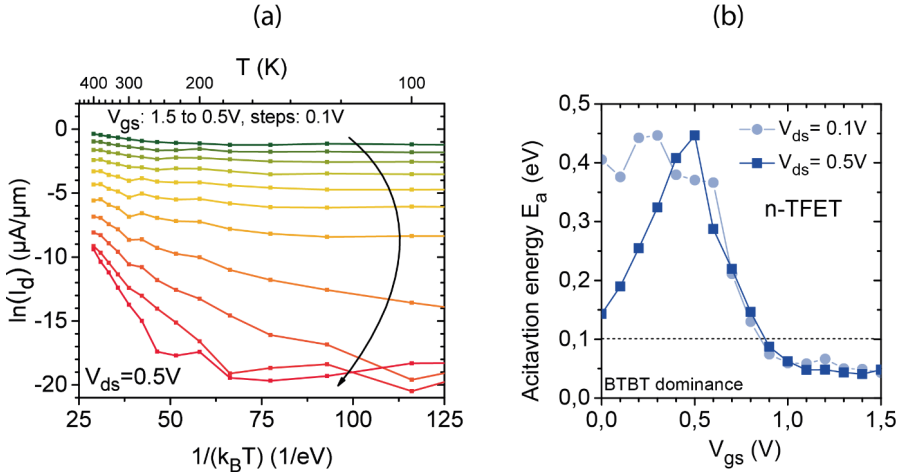 (a)
T (K)
400 300 200 100
Vgs: 1.5 to 0.5V, steps: 0.1V
0
-5
-10
-15
-20
ln(Id) (μA/μm)
Vds=0.5V
25 50 75 100 125
1/(kBT) (1/eV)
(b)
0,5
0,4
0,3
0,2
0,1
0,0
Acitavtion energy Ea (eV)
Vds= 0.1V
Vds= 0.5V
n-TFET
BTBT dominance
0,0 0,5 1,0 1,5
Vgs (V)